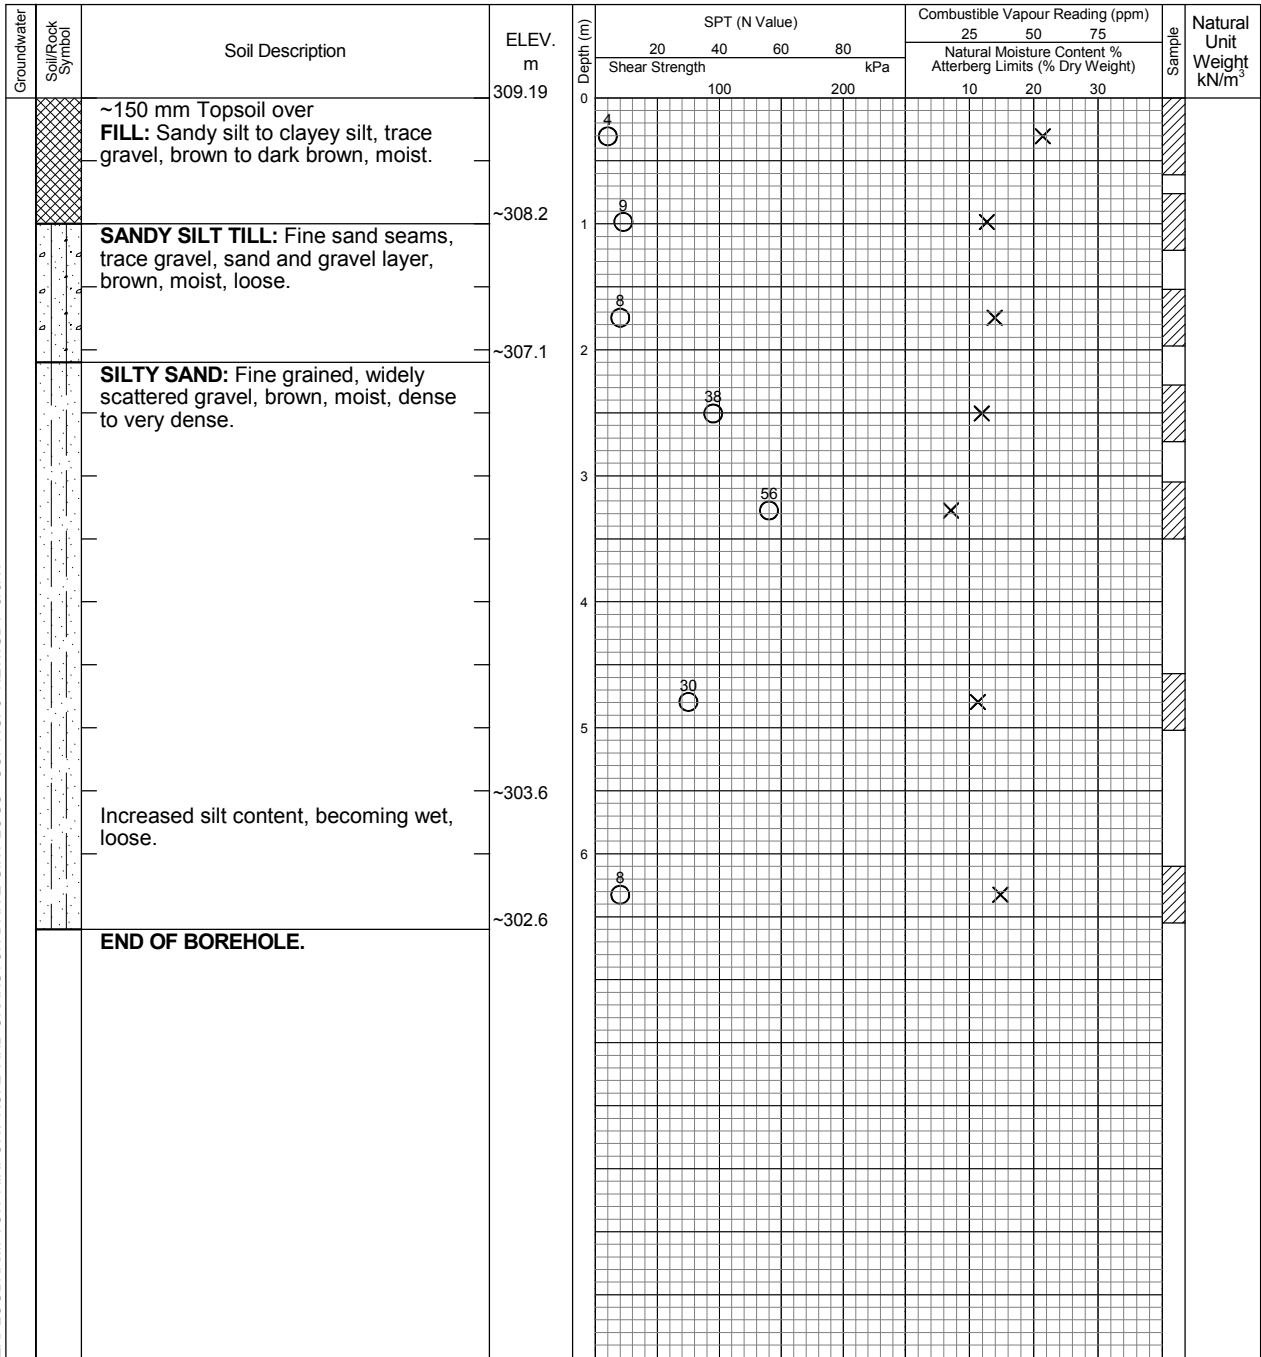 Groundwater
Soil/Rock
Symbol
Soil Description
ELEV.
m
309.19
Depth (m)
SPT (N Value)
20 40 60 80
Shear Strength kPa
100 200
Combustible Vapour Reading (ppm)
25 50 75
Natural Moisture Content %
Atterberg Limits (% Dry Weight)
10 20 30
Sample
Natural
Unit
Weight
kN/m³
0
~150 mm Topsoil over
FILL: Sandy silt to clayey silt, trace
gravel, brown to dark brown, moist.
4
~308.2
9
1
SANDY SILT TILL: Fine sand seams,
trace gravel, sand and gravel layer,
brown, moist, loose.
8
~307.1
2
SILTY SAND: Fine grained, widely
scattered gravel, brown, moist, dense
to very dense.
38
3
56
4
30
5
~303.6
Increased silt content, becoming wet,
loose.
6
8
~302.6
END OF BOREHOLE.